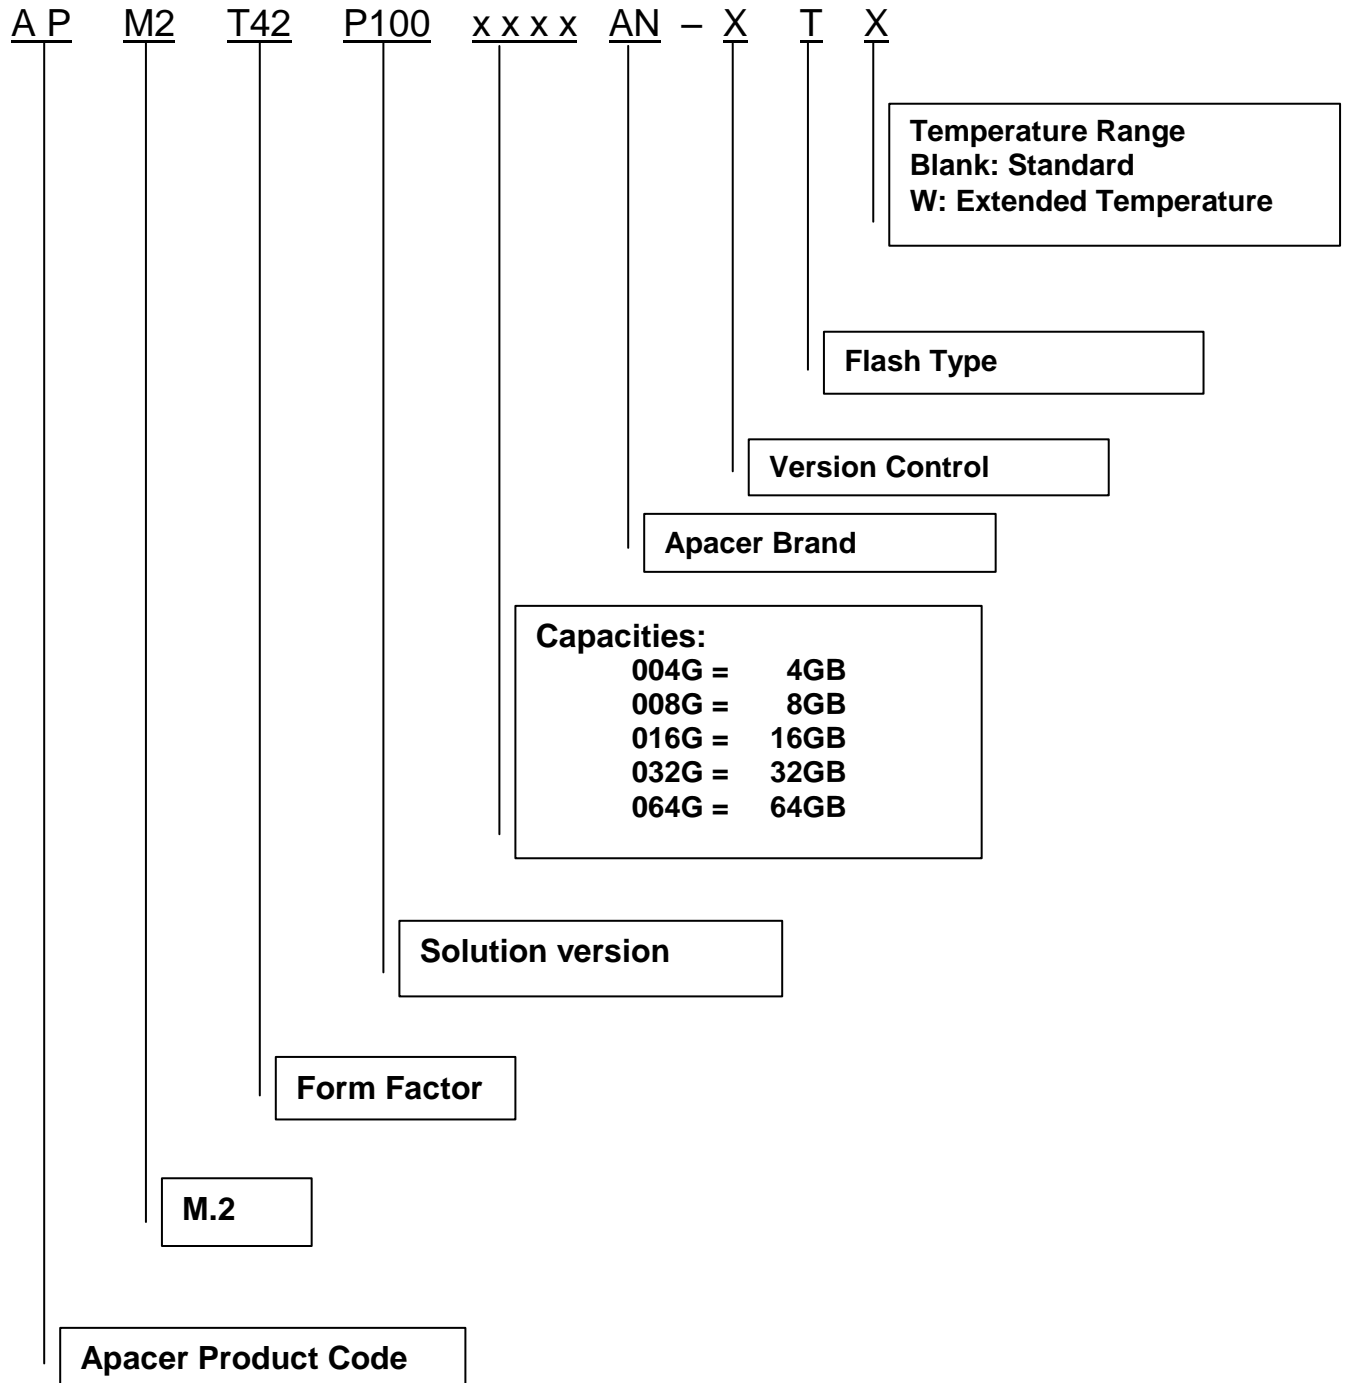 A P M2 T42 P100 x x x x AN – X T X
Temperature Range
Blank: Standard
W: Extended Temperature
Flash Type
Version Control
Apacer Brand
Capacities:
004G = 4GB
008G = 8GB
016G = 16GB
032G = 32GB
064G = 64GB
Solution version
Form Factor
M.2
Apacer Product Code